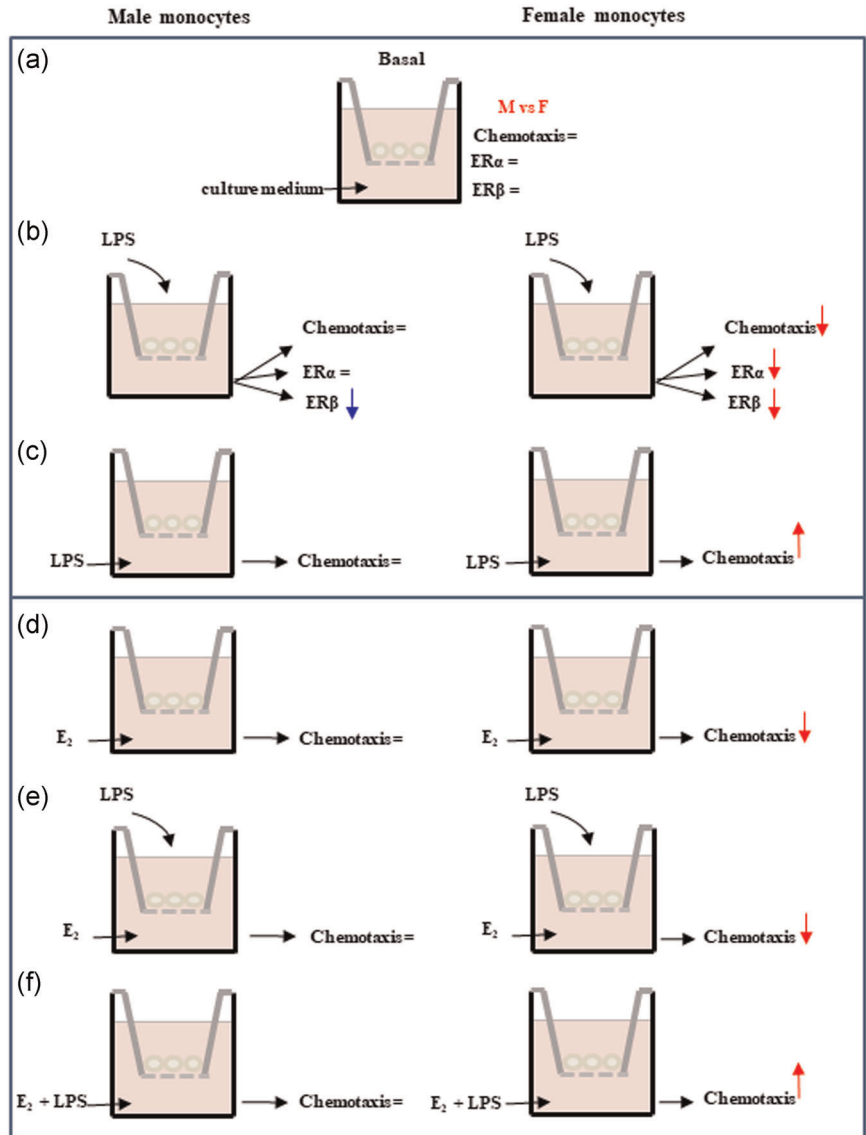 Male monocytes
Female monocytes
(a)
Basal
M vs F
Chemotaxis=
ERα =
ERβ =
culture medium
(b)
LPS
Chemotaxis=
ERα =
ERβ ↓
LPS
Chemotaxis ↓
ERα ↓
ERβ ↓
(c)
LPS
Chemotaxis=
LPS
Chemotaxis ↑
(d)
E₂
Chemotaxis=
E₂
Chemotaxis ↓
(e)
LPS
E₂
Chemotaxis=
LPS
E₂
Chemotaxis ↓
(f)
E₂ + LPS
Chemotaxis=
E₂ + LPS
Chemotaxis ↑